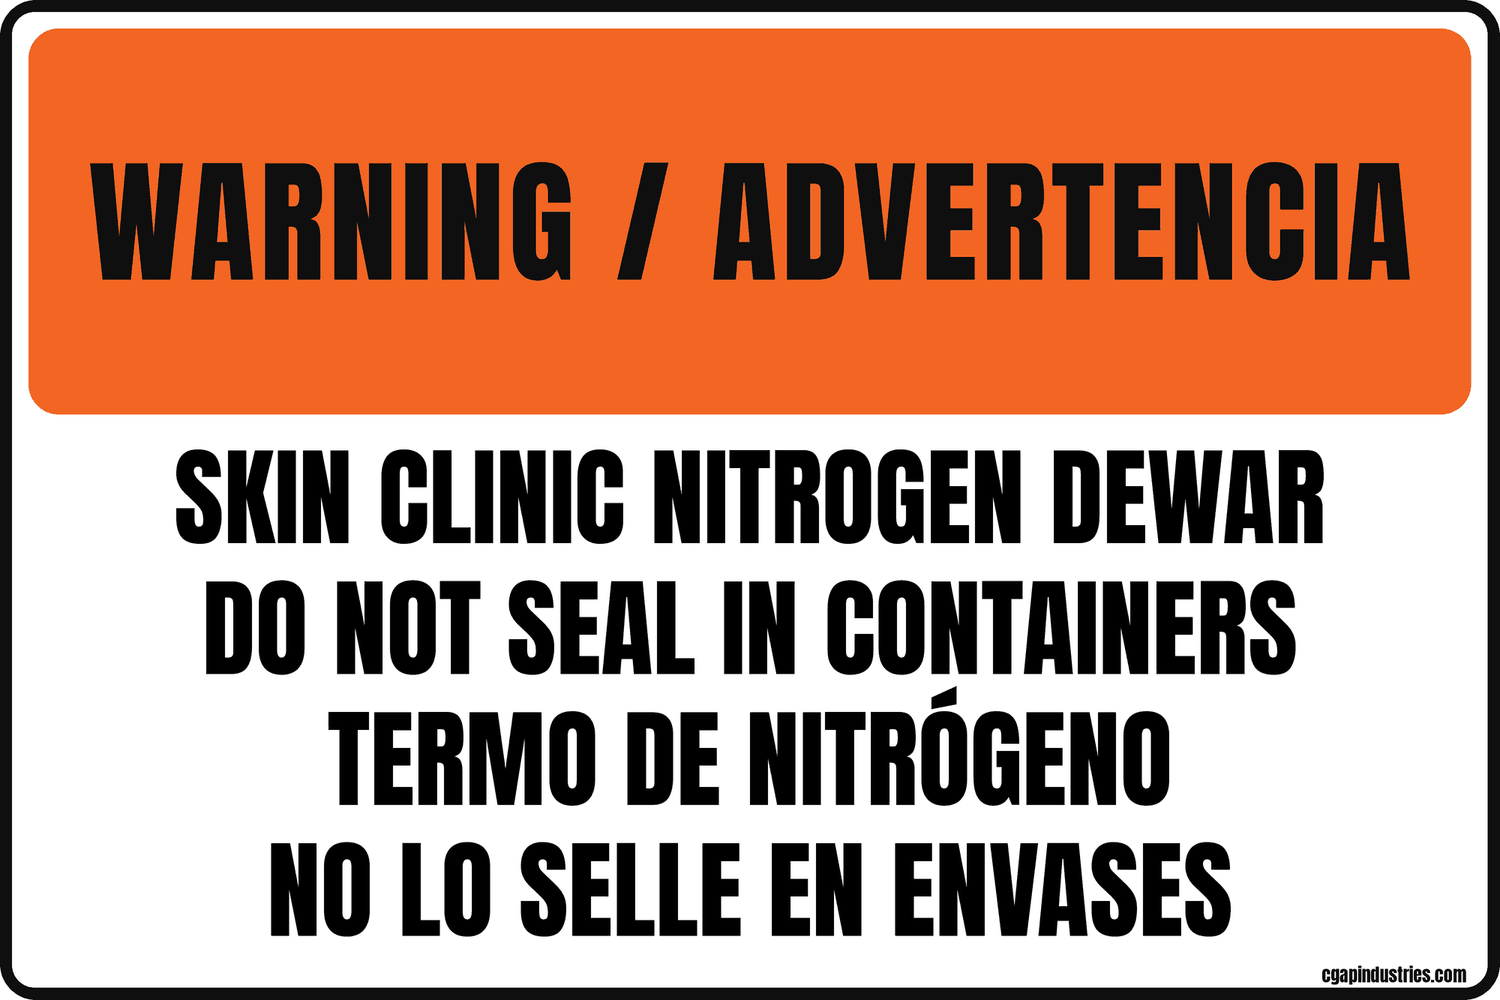 WARNING / ADVERTENCIA
SKIN CLINIC NITROGEN DEWAR
DO NOT SEAL IN CONTAINERS
TERMO DE NITRÓGENO
NO LO SELLE EN ENVASES
cgapindustries.com